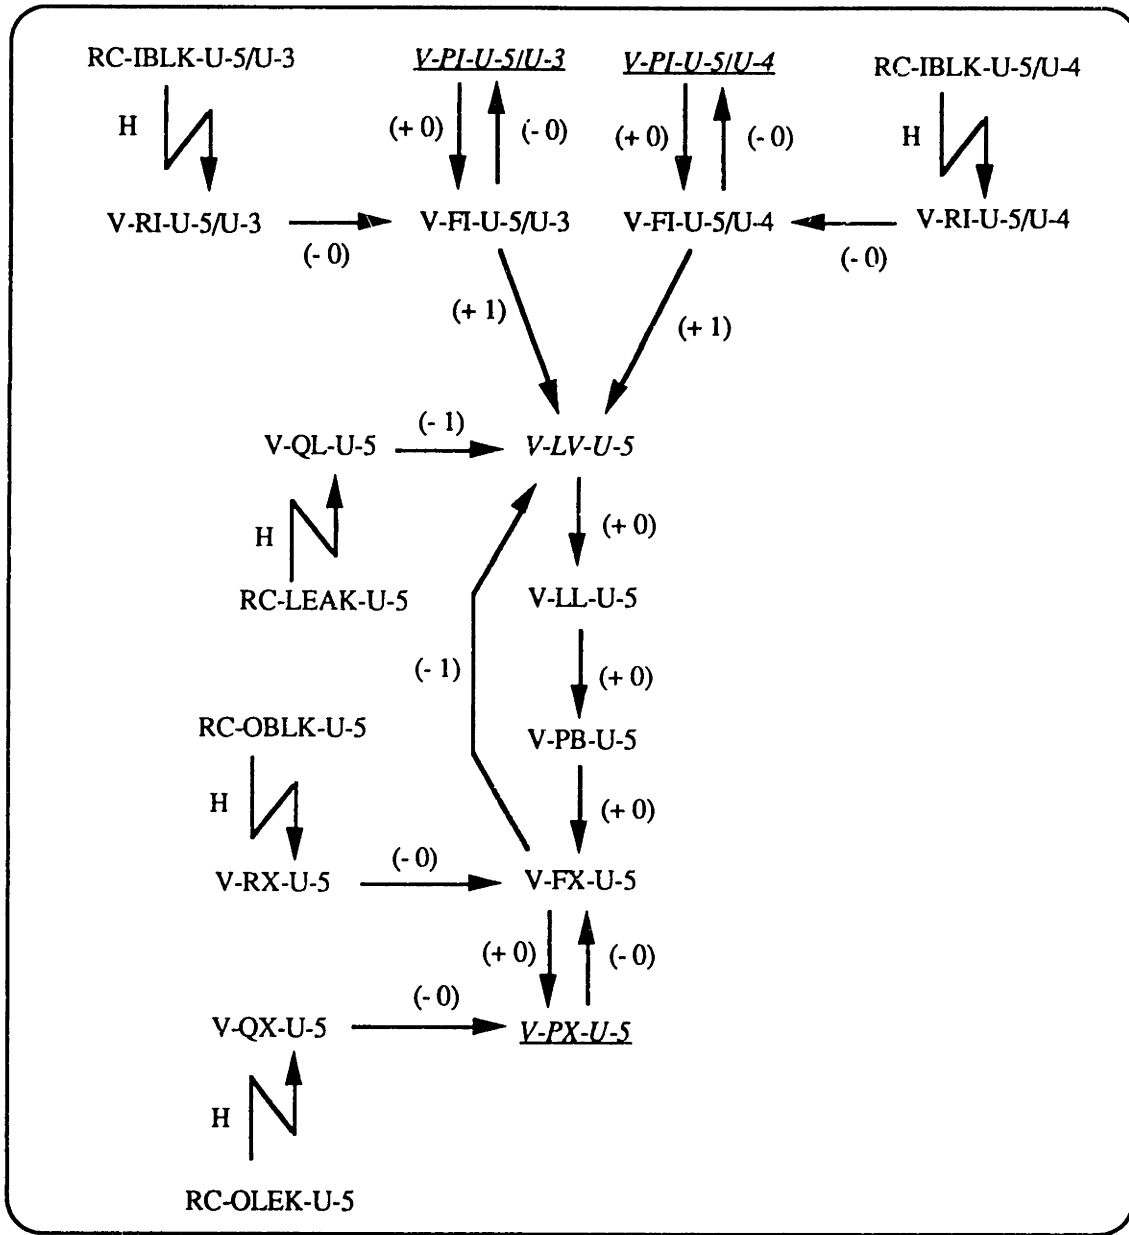 RC-IBLK-U-5/U-3
V-PI-U-5/U-3
V-PI-U-5/U-4
RC-IBLK-U-5/U-4
H
(+ 0)
(- 0)
(+ 0)
(- 0)
H
V-RI-U-5/U-3
V-FI-U-5/U-3
V-FI-U-5/U-4
V-RI-U-5/U-4
(- 0)
(- 0)
(+ 1)
(+ 1)
(- 1)
V-QL-U-5
V-LV-U-5
H
(+ 0)
RC-LEAK-U-5
V-LL-U-5
(- 1)
(+ 0)
RC-OBLK-U-5
V-PB-U-5
H
(+ 0)
(- 0)
V-RX-U-5
V-FX-U-5
(+ 0)
(- 0)
(- 0)
V-QX-U-5
V-PX-U-5
H
RC-OLEK-U-5